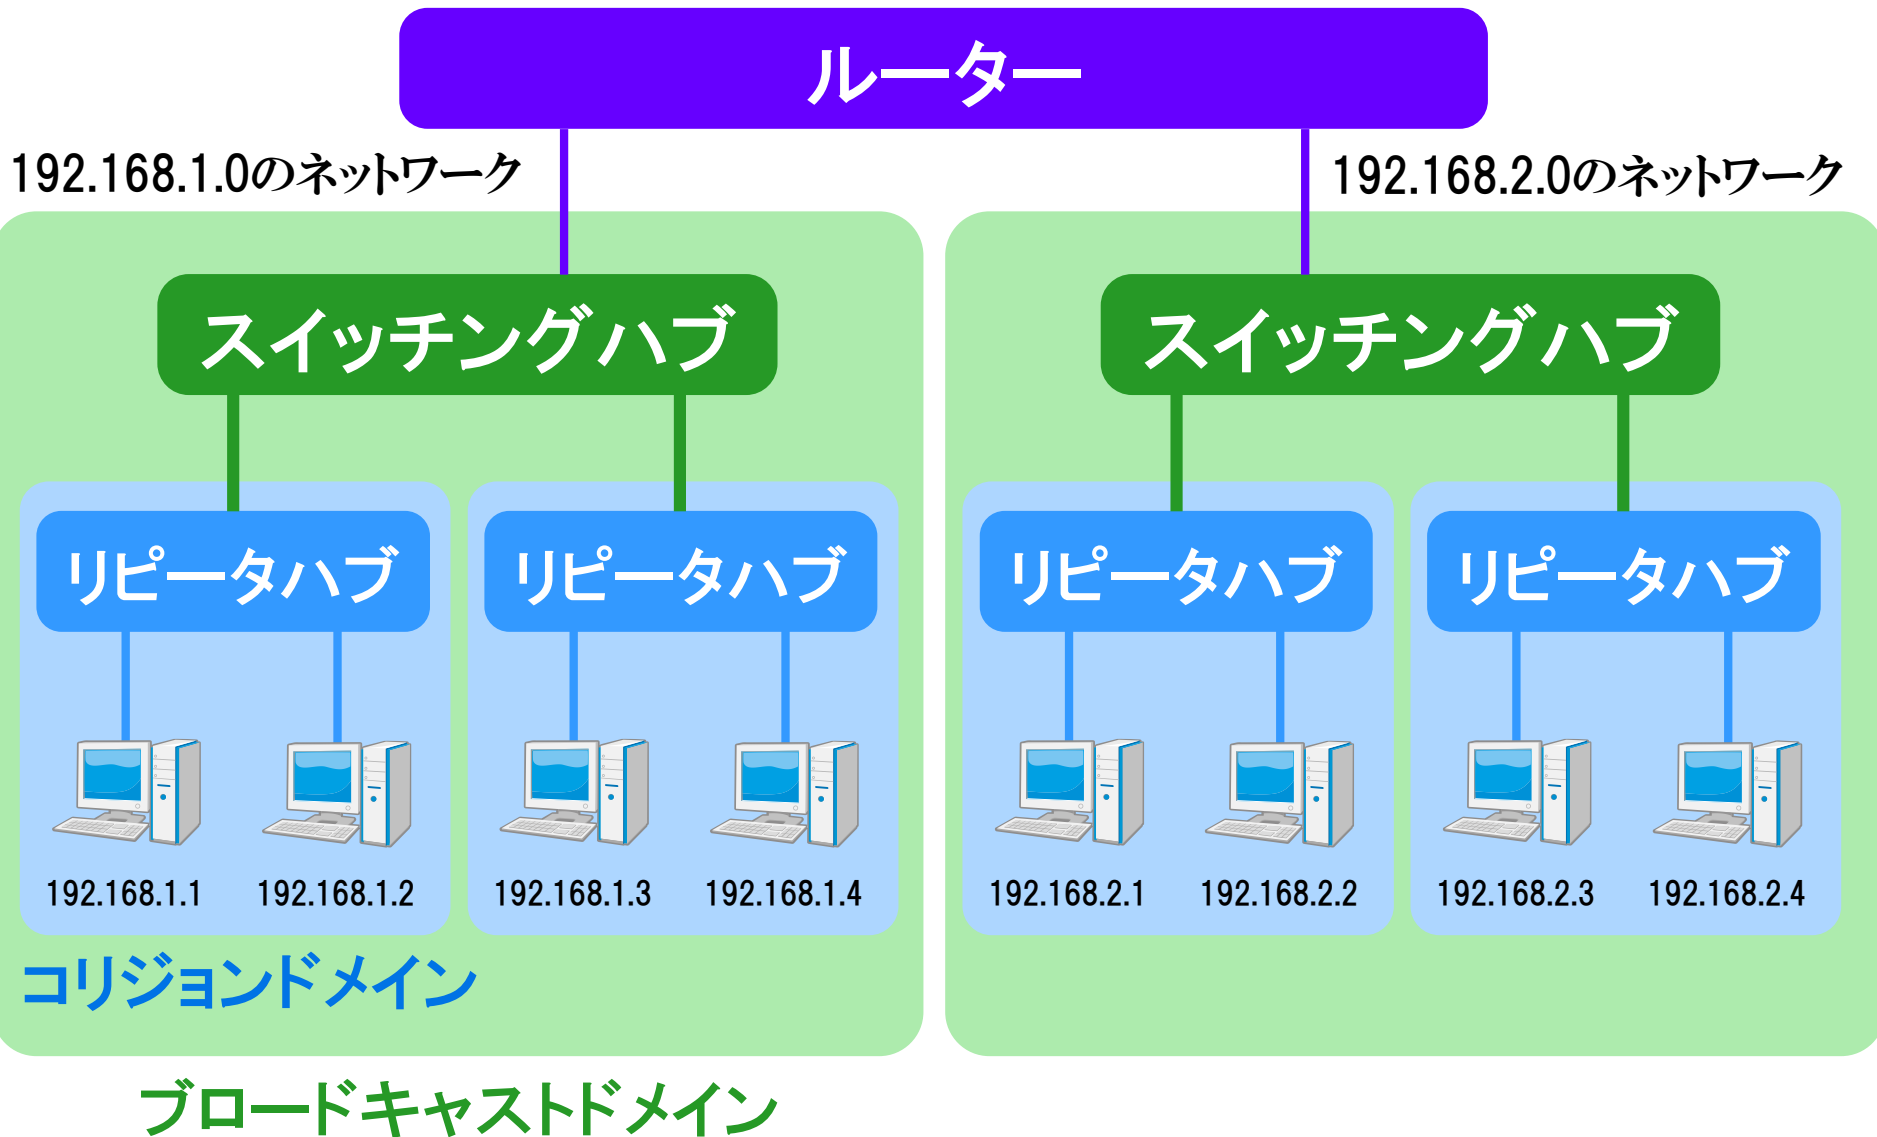 ルーター
192.168.1.0のネットワーク
192.168.2.0のネットワーク
スイッチングハブ
スイッチングハブ
リピータハブ
リピータハブ
リピータハブ
リピータハブ
192.168.1.1
192.168.1.2
192.168.1.3
192.168.1.4
192.168.2.1
192.168.2.2
192.168.2.3
192.168.2.4
コリジョンドメイン
ブロードキャストドメイン